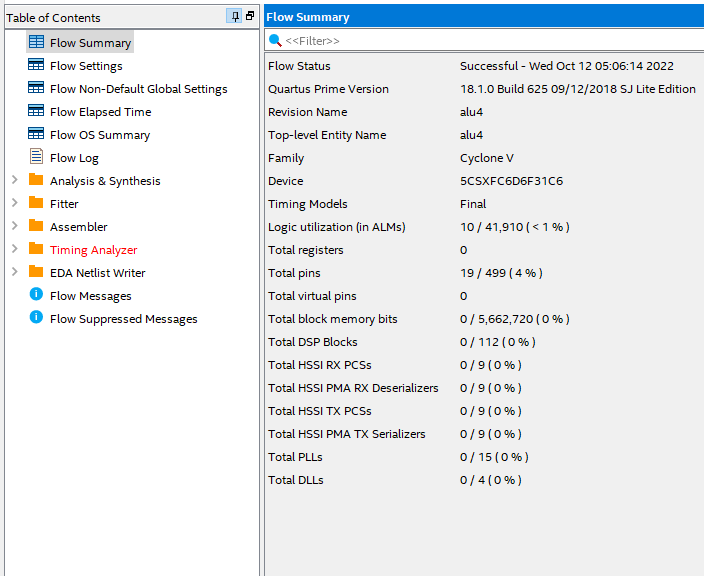 Table of Contents
Flow Summary
Flow Settings
Flow Non-Default Global Settings
Flow Elapsed Time
Flow OS Summary
Flow Log
Analysis & Synthesis
Fitter
Assembler
Timing Analyzer
EDA Netlist Writer
Flow Messages
Flow Suppressed Messages
Flow Summary
<<Filter>>
Flow Status Successful - Wed Oct 12 05:06:14 2022
Quartus Prime Version 18.1.0 Build 625 09/12/2018 SJ Lite Edition
Revision Name alu4
Top-level Entity Name alu4
Family Cyclone V
Device 5CSXFC6D6F31C6
Timing Models Final
Logic utilization (in ALMs) 10 / 41,910 ( < 1 % )
Total registers 0
Total pins 19 / 499 ( 4 % )
Total virtual pins 0
Total block memory bits 0 / 5,662,720 ( 0 % )
Total DSP Blocks 0 / 112 ( 0 % )
Total HSSI RX PCSs 0 / 9 ( 0 % )
Total HSSI PMA RX Deserializers 0 / 9 ( 0 % )
Total HSSI TX PCSs 0 / 9 ( 0 % )
Total HSSI PMA TX Serializers 0 / 9 ( 0 % )
Total PLLs 0 / 15 ( 0 % )
Total DLLs 0 / 4 ( 0 % )